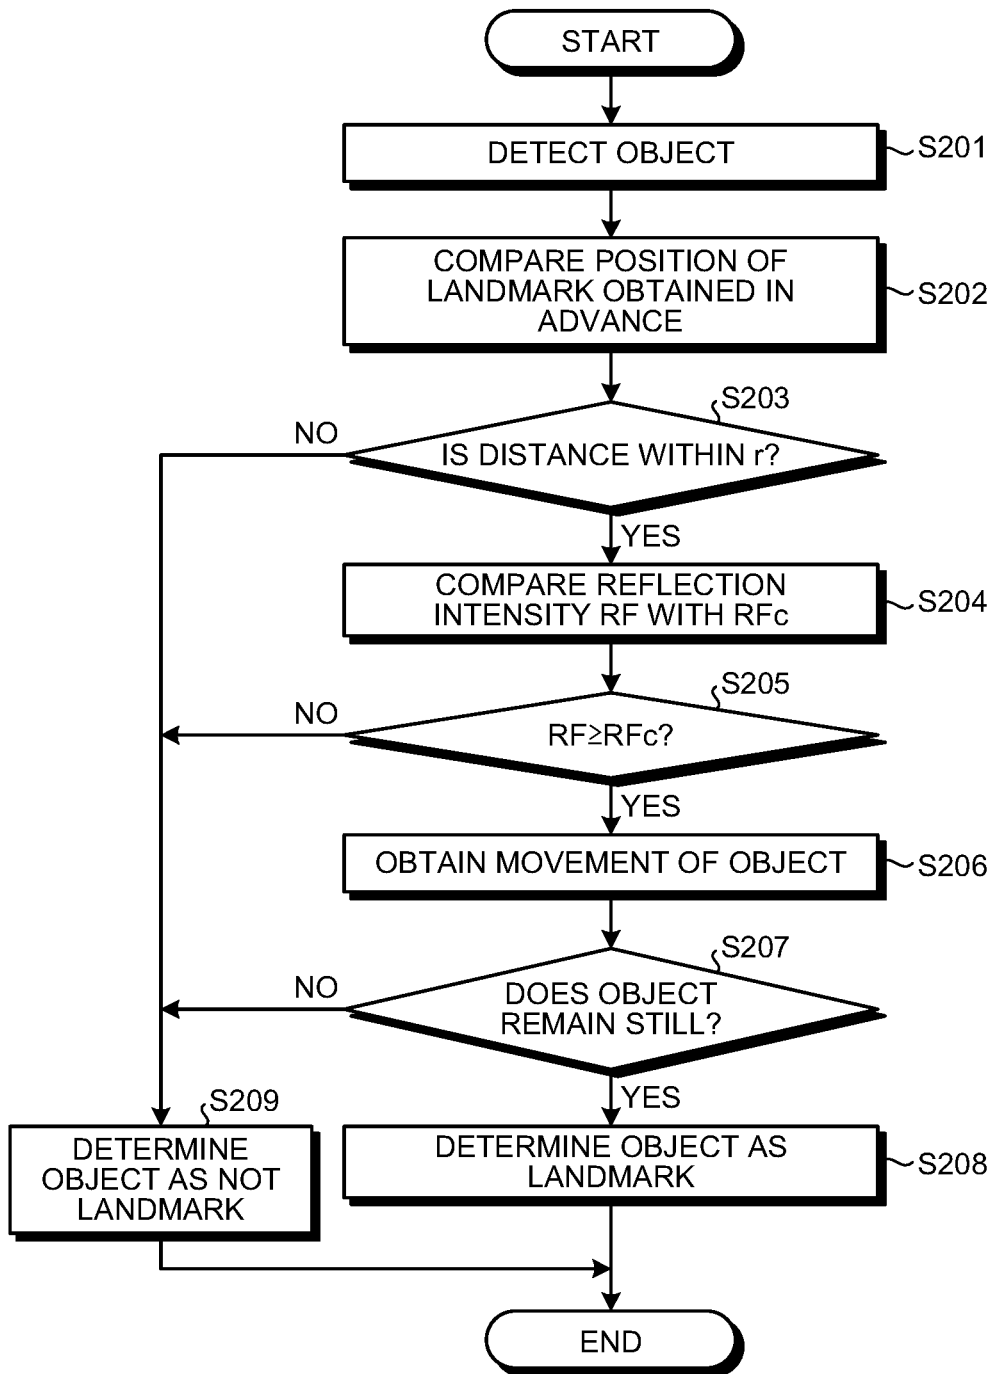 START
DETECT OBJECT
S201
COMPARE POSITION OF
LANDMARK OBTAINED IN
ADVANCE
S202
S203
NO
IS DISTANCE WITHIN r?
YES
COMPARE REFLECTION
INTENSITY RF WITH RFc
S204
S205
NO
RF≧RFc?
YES
OBTAIN MOVEMENT OF OBJECT
S206
S207
NO
DOES OBJECT
REMAIN STILL?
YES
S209
DETERMINE
OBJECT AS NOT
LANDMARK
DETERMINE OBJECT AS
LANDMARK
S208
END